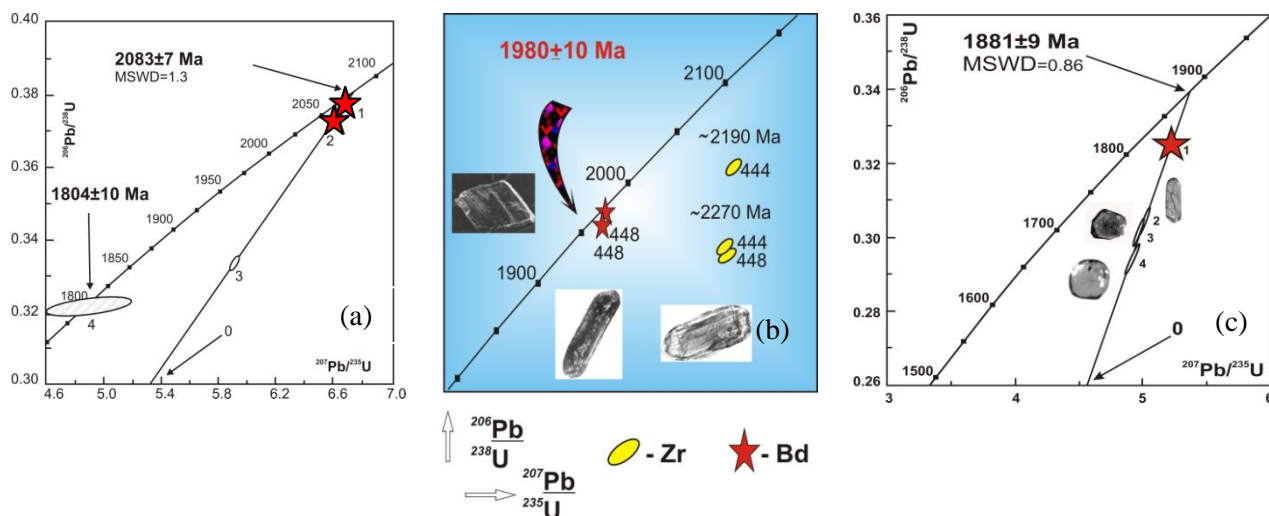 (a)
0.40
0.38
0.36
0.34
0.32
0.30
206Pb/238U
2083±7 Ma
MSWD=1.3
2100
2050
2000
1950
1900
1850
1800
1
2
3
4
1804±10 Ma
0
207Pb/235U
4.6
5.0
5.4
5.8
6.2
6.6
7.0
(b)
1980±10 Ma
2100
2000
1900
~2190 Ma
444
~2270 Ma
444
448
448
448
206Pb
238U
207Pb
235U
- Zr
- Bd
(c)
0.36
0.34
0.32
0.30
0.28
0.26
206Pb/238U
1881±9 Ma
MSWD=0.86
1900
1800
1700
1600
1500
1
2
3
4
0
207Pb/235U
3
4
5
6